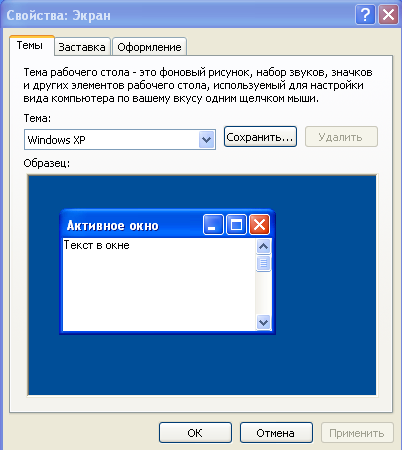 Свойства: Экран
Темы Заставка Оформление
Тема рабочего стола - это фоновый рисунок, набор звуков, значков
и других элементов рабочего стола, используемый для настройки
вида компьютера по вашему вкусу одним щелчком мыши.
Тема:
Windows XP Сохранить... Удалить
Образец:
Активное окно
Текст в окне
ОК Отмена Применить